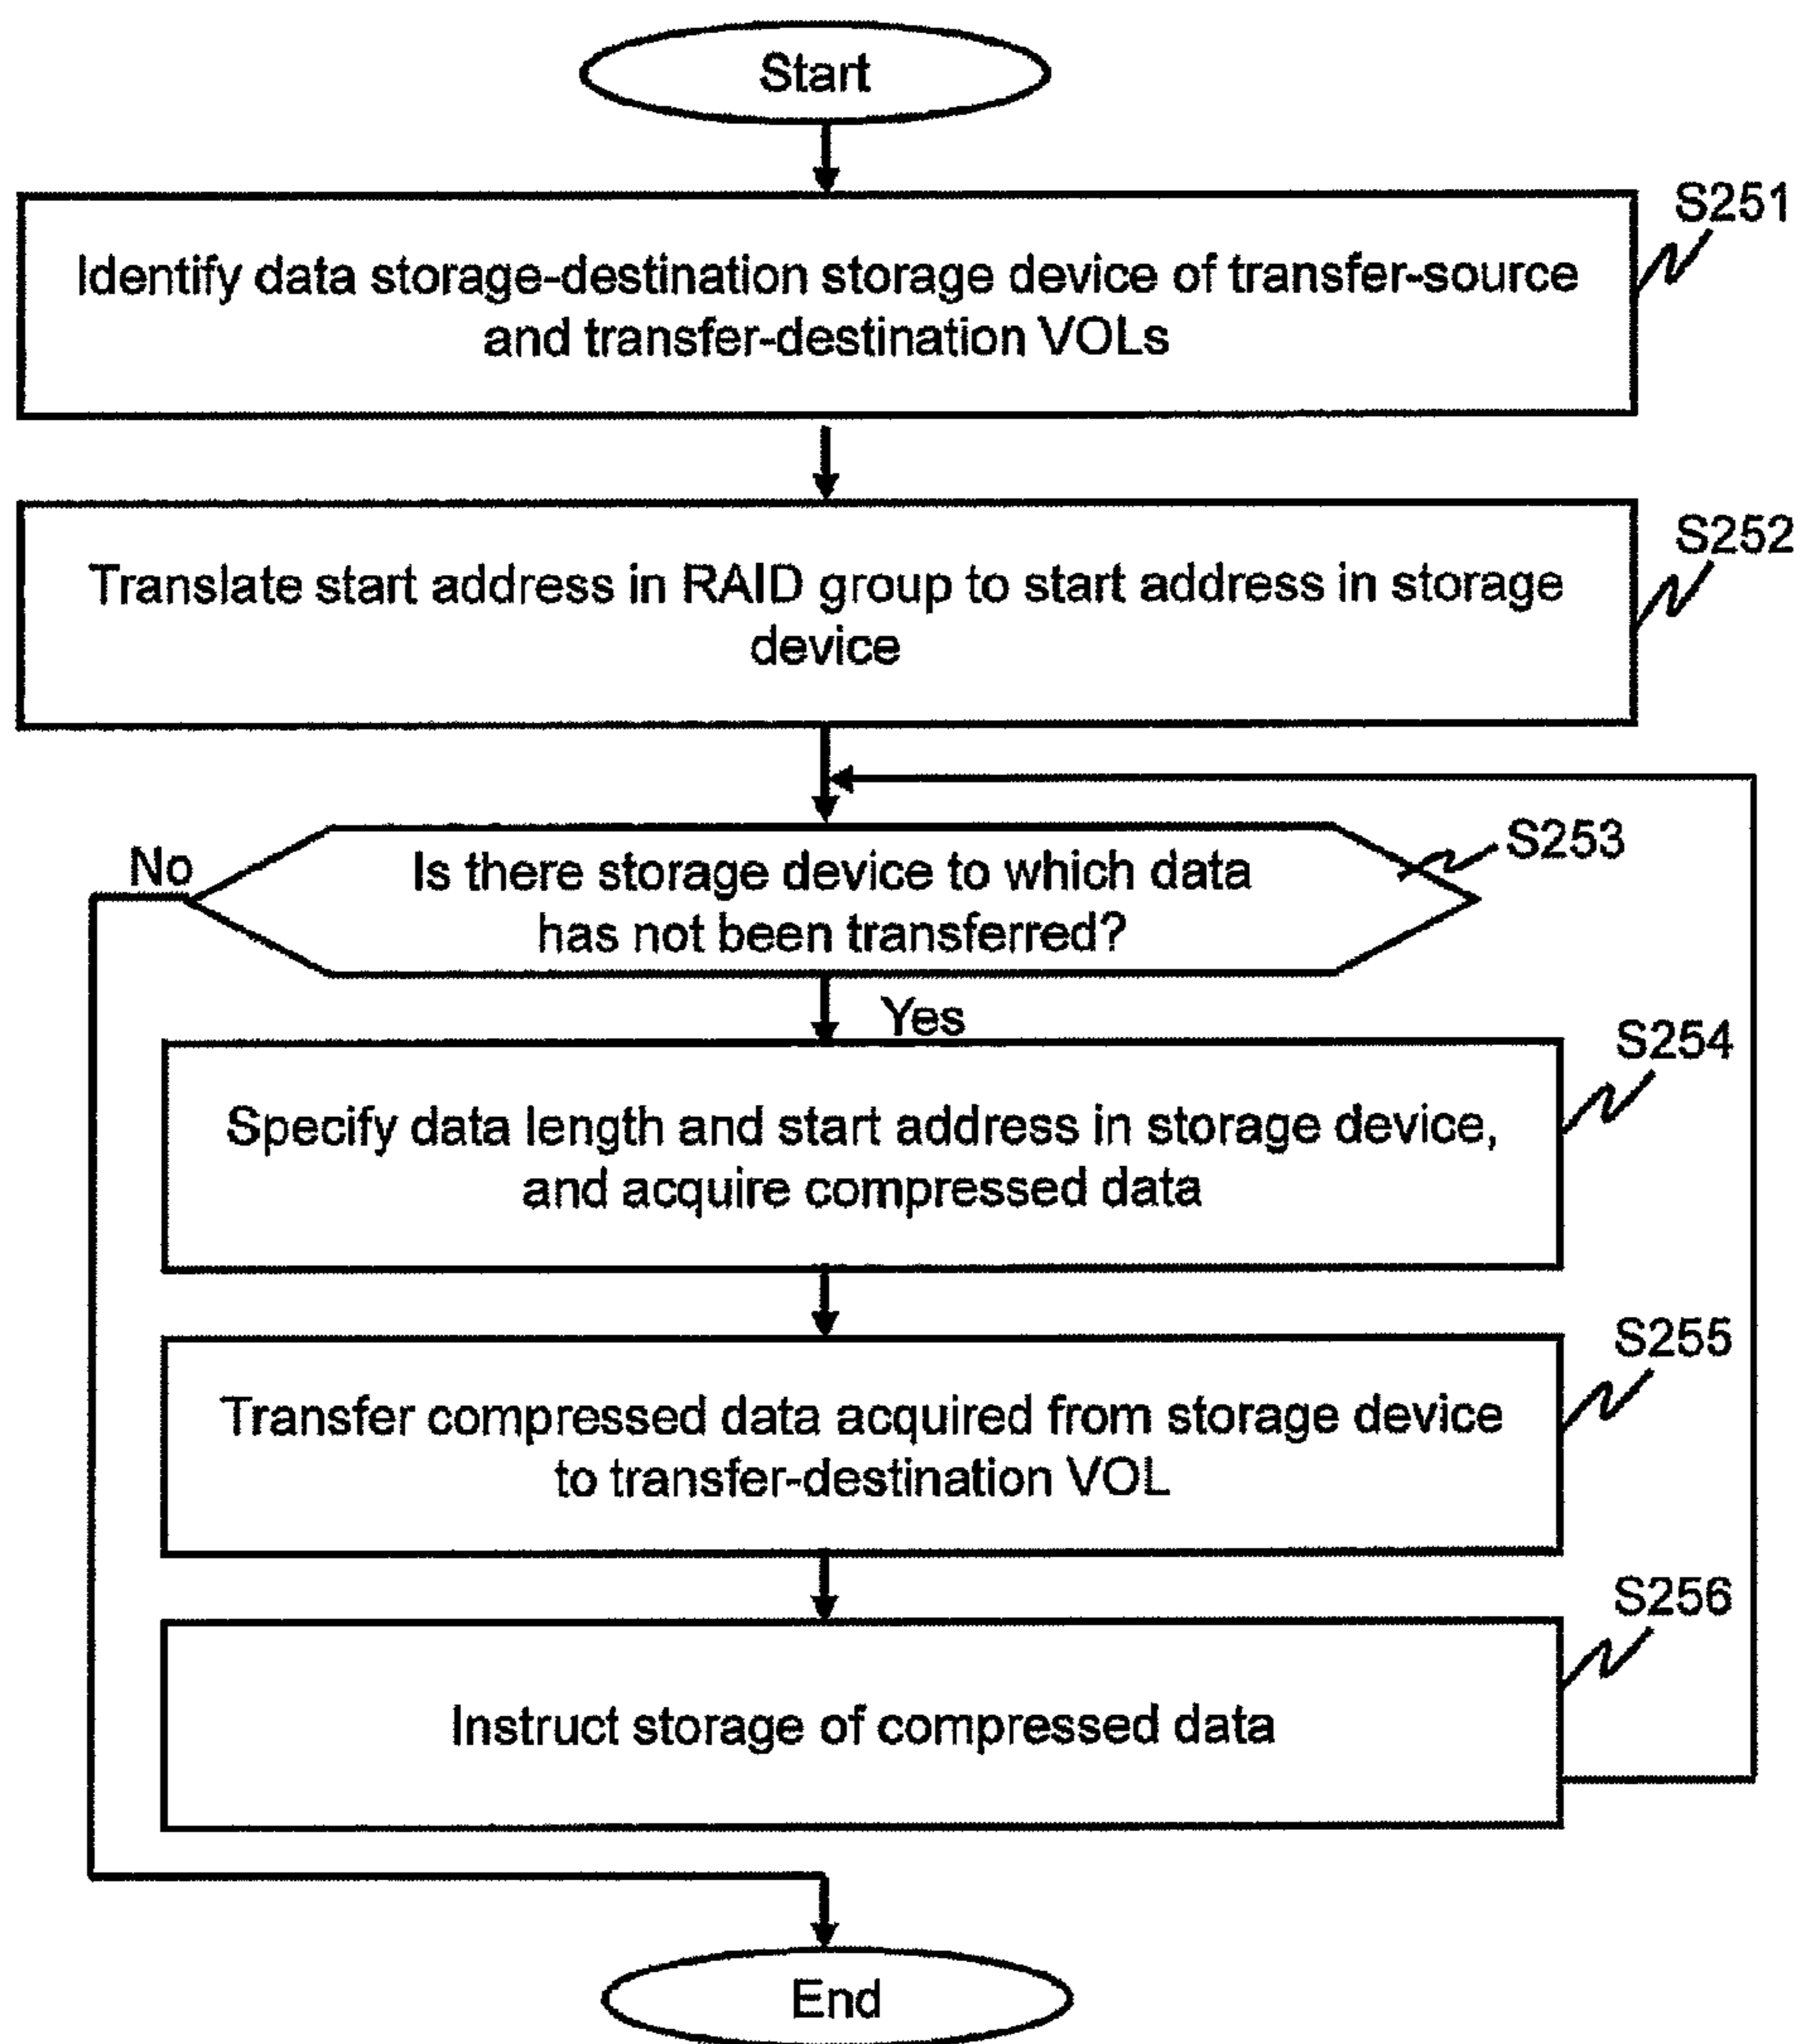 Start
S251
Identify data storage-destination storage device of transfer-source
and transfer-destination VOLs
S252
Translate start address in RAID group to start address in storage
device
No
S253
Is there storage device to which data
has not been transferred?
Yes
S254
Specify data length and start address in storage device,
and acquire compressed data
S255
Transfer compressed data acquired from storage device
to transfer-destination VOL
S256
Instruct storage of compressed data
End